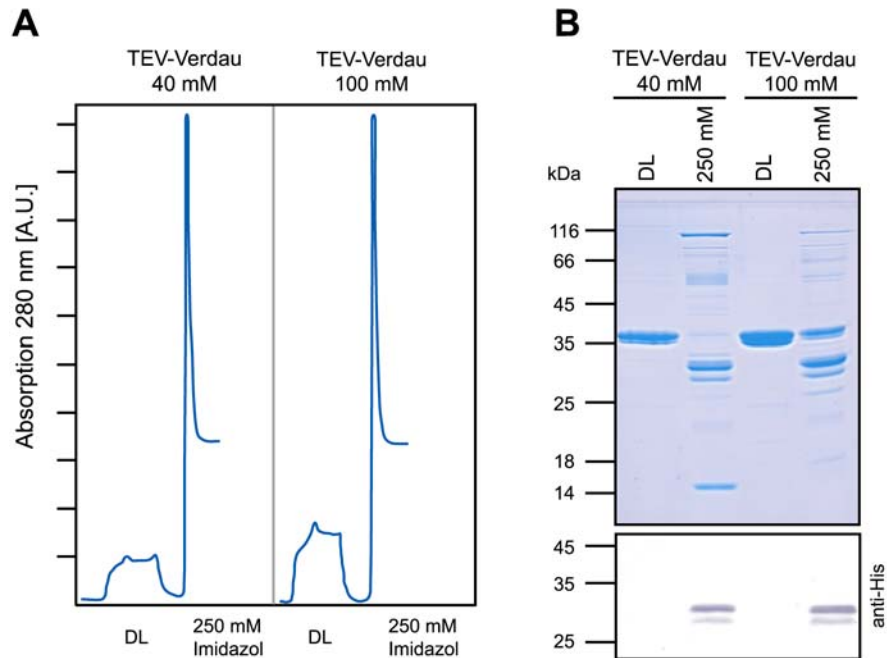 A
TEV-Verdau
40 mM
TEV-Verdau
100 mM
Absorption 280 nm [A.U.]
DL
250 mM
Imidazol
DL
250 mM
Imidazol
B
TEV-Verdau
40 mM
TEV-Verdau
100 mM
kDa
DL
250 mM
DL
250 mM
116
66
45
35
25
18
14
45
35
25
anti-His